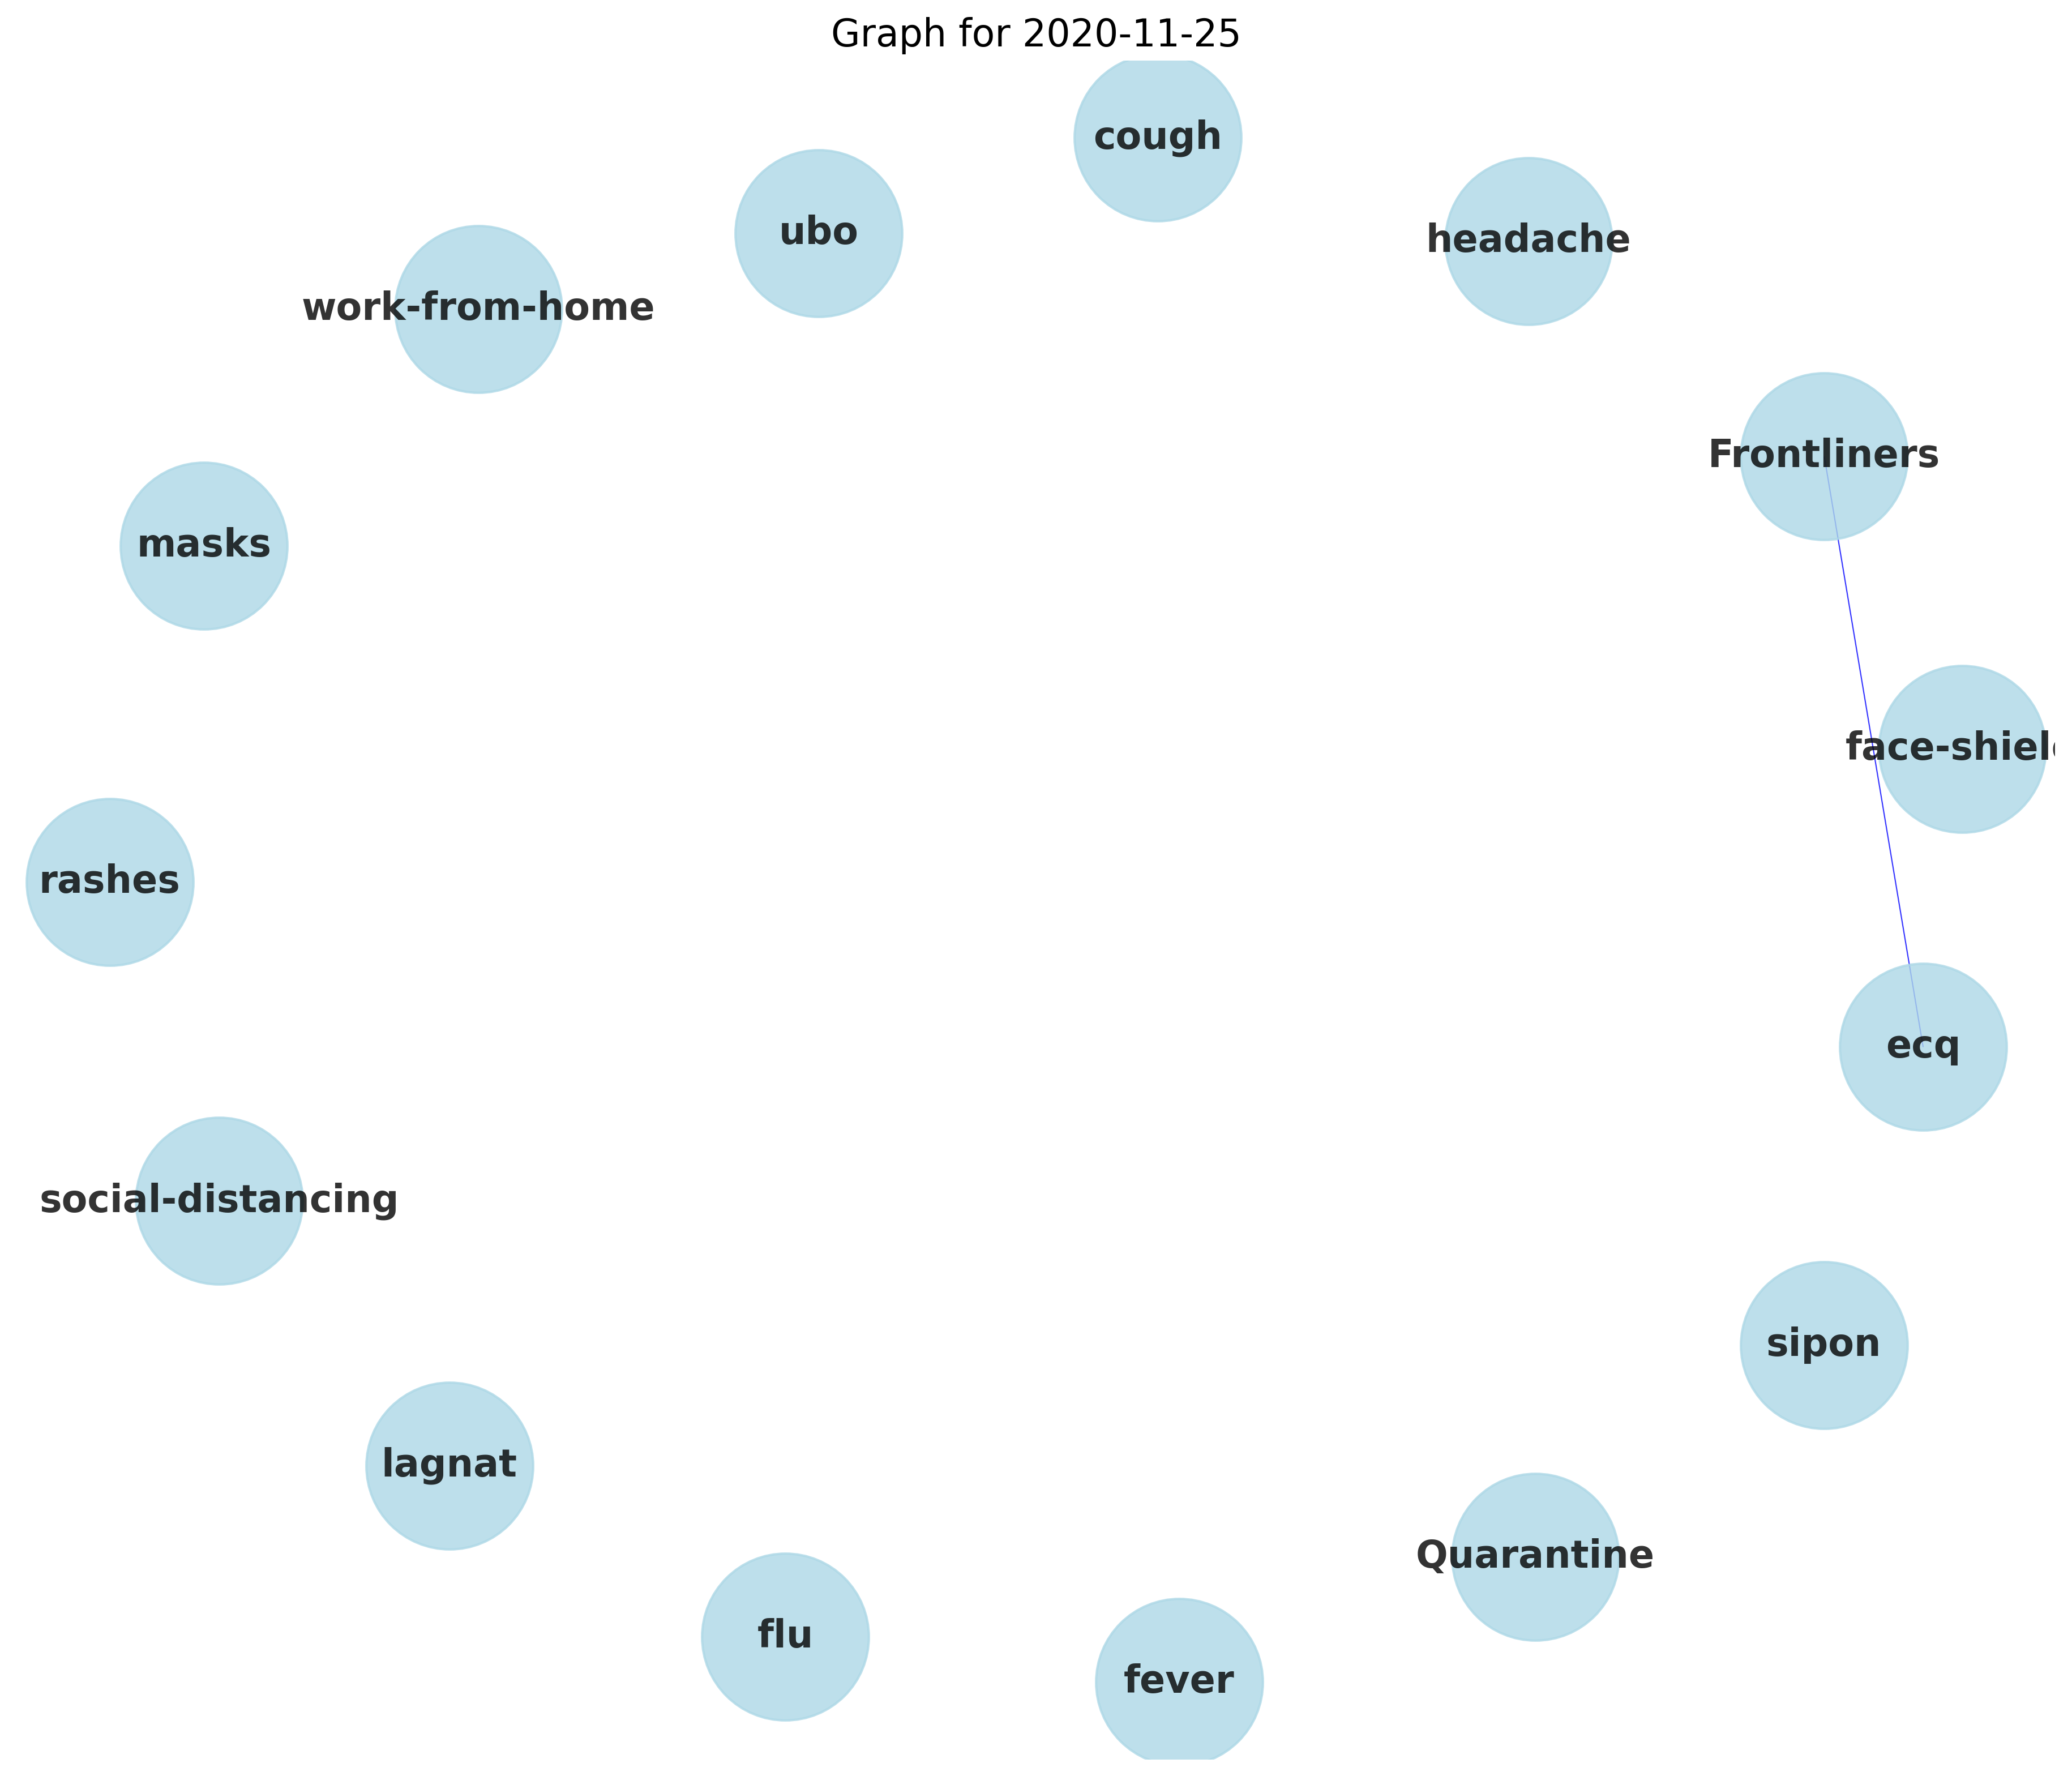 Graph for 2020-11-25
cough
ubo
headache
work-from-home
Frontliners
masks
face-shiel
rashes
ecq
social-distancing
sipon
lagnat
Quarantine
flu
fever